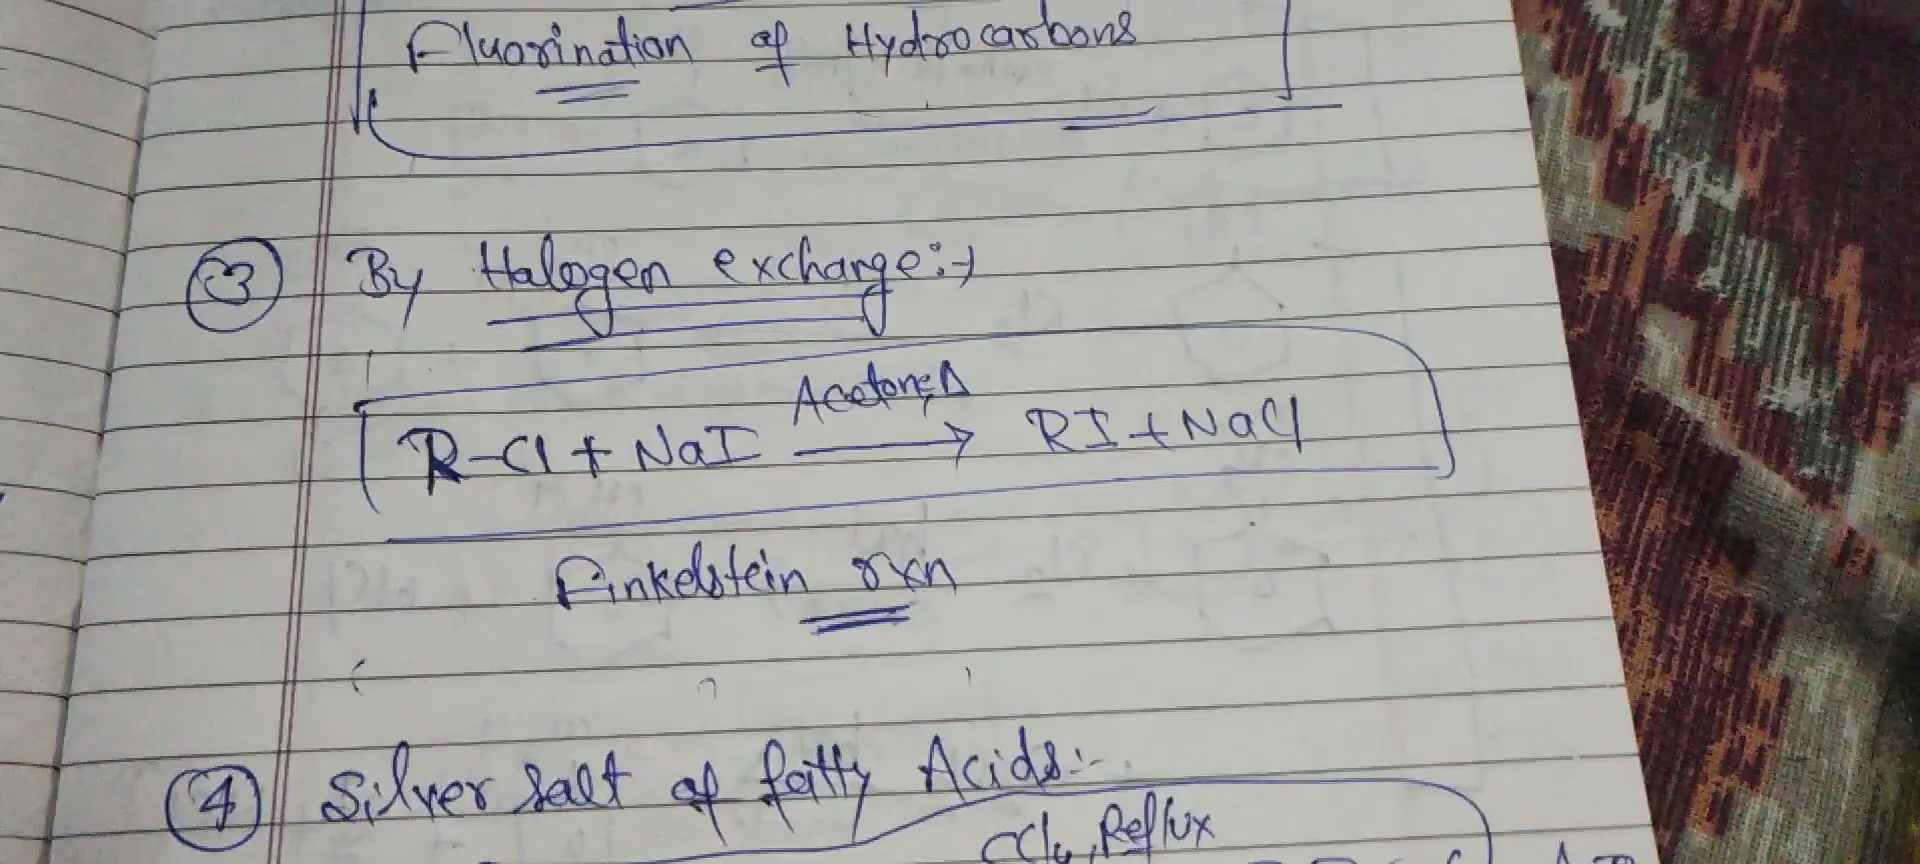 Fluorination of Hydrocarbons
③ By Halogen exchange:→
Acetone, Δ
R-Cl + NaI → RI + NaCl
Finkelstein rxn
④ Silver salt of fatty Acids:-
CCl4, Reflux